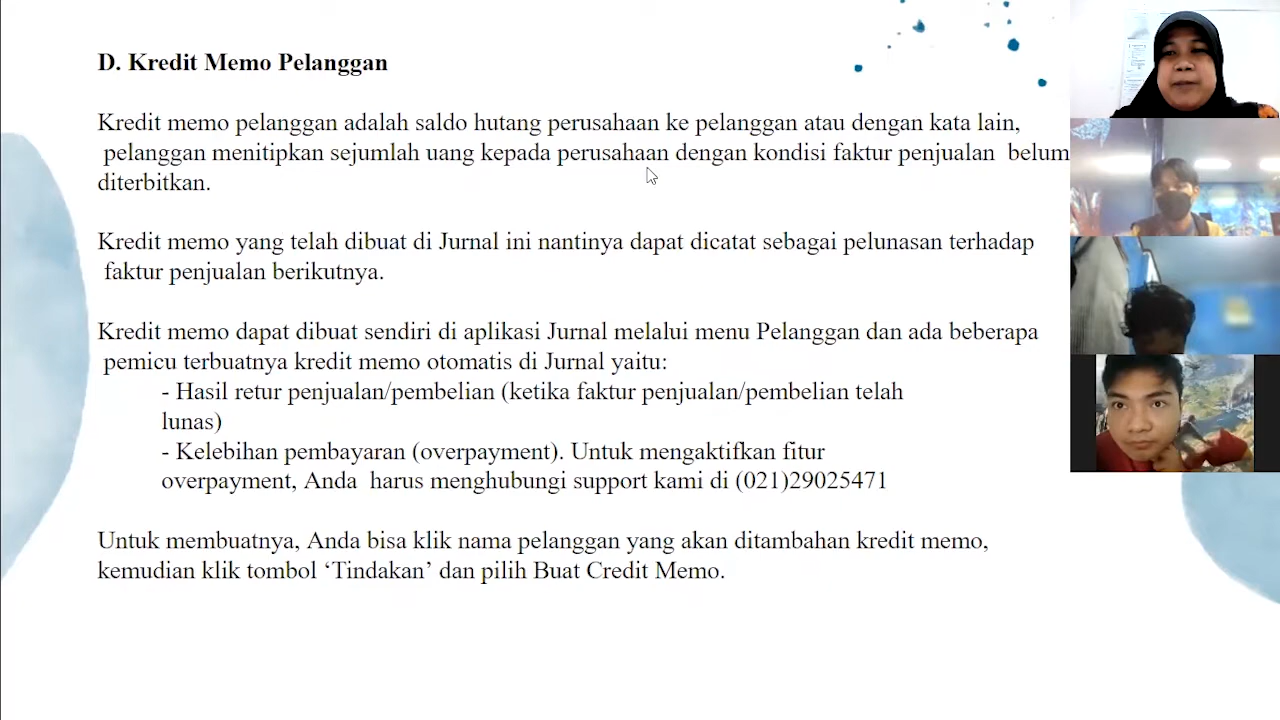 D. Kredit Memo Pelanggan
Kredit memo pelanggan adalah saldo hutang perusahaan ke pelanggan atau dengan kata lain,
pelanggan menitipkan sejumlah uang kepada perusahaan dengan kondisi faktur penjualan belum
diterbitkan.
Kredit memo yang telah dibuat di Jurnal ini nantinya dapat dicatat sebagai pelunasan terhadap
faktur penjualan berikutnya.
Kredit memo dapat dibuat sendiri di aplikasi Jurnal melalui menu Pelanggan dan ada beberapa
pemicu terbuatnya kredit memo otomatis di Jurnal yaitu:
- Hasil retur penjualan/pembelian (ketika faktur penjualan/pembelian telah
lunas)
- Kelebihan pembayaran (overpayment). Untuk mengaktifkan fitur
overpayment, Anda harus menghubungi support kami di (021)29025471
Untuk membuatnya, Anda bisa klik nama pelanggan yang akan ditambahan kredit memo,
kemudian klik tombol ‘Tindakan’ dan pilih Buat Credit Memo.